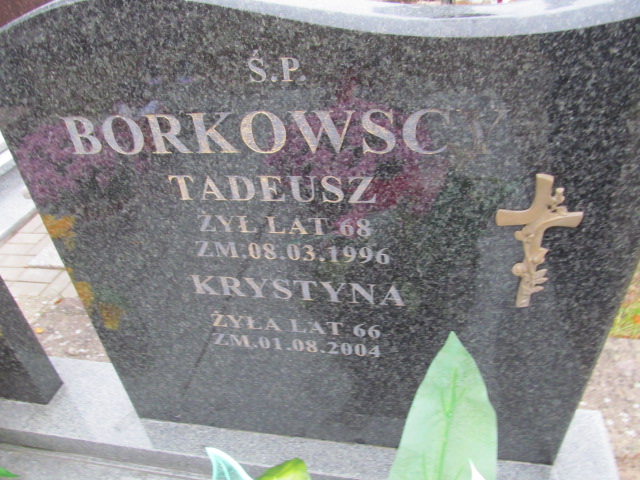 Ś.P.
BORKOWSCY
TADEUSZ
ŻYŁ LAT 68
ZM.08.03.1996
KRYSTYNA
ŻYŁA LAT 66
ZM.01.08.2004